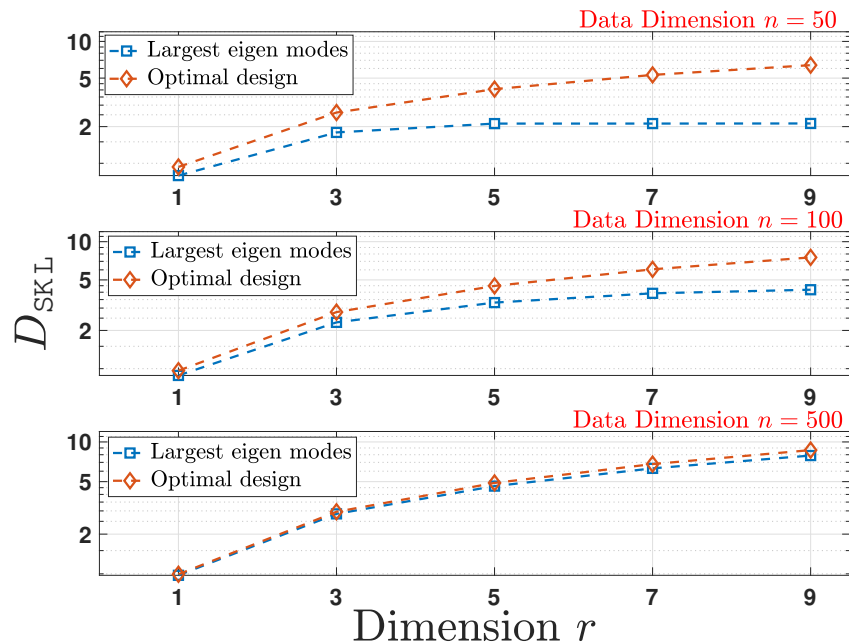 Data Dimension n = 50
10
5
2
Largest eigen modes
Optimal design
1 3 5 7 9
Data Dimension n = 100
10
5
2
Largest eigen modes
Optimal design
1 3 5 7 9
D_SKL
Data Dimension n = 500
10
5
2
Largest eigen modes
Optimal design
1 3 5 7 9
Dimension r